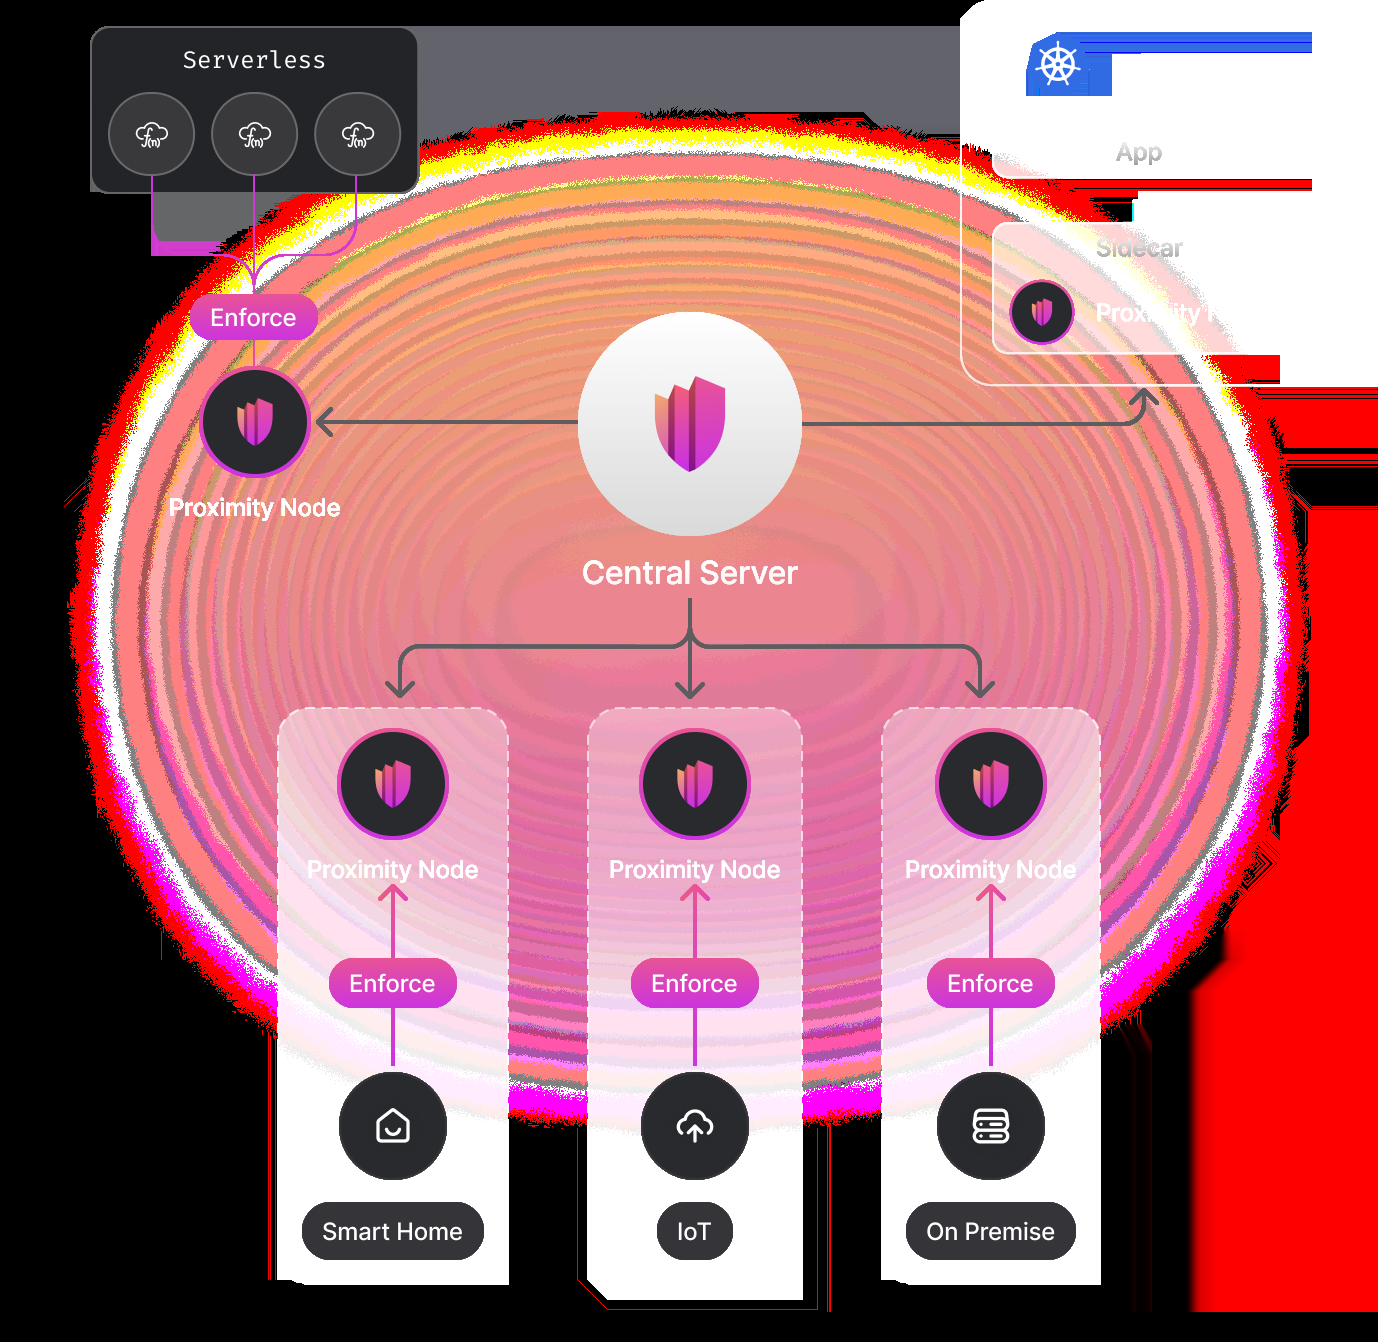 Serverless
f(n) f(n) f(n)
App
Sidecar
Enforce
Proximity
Proximity Node
Central Server
Proximity Node Proximity Node Proximity Node
Enforce Enforce Enforce
Smart Home IoT On Premise